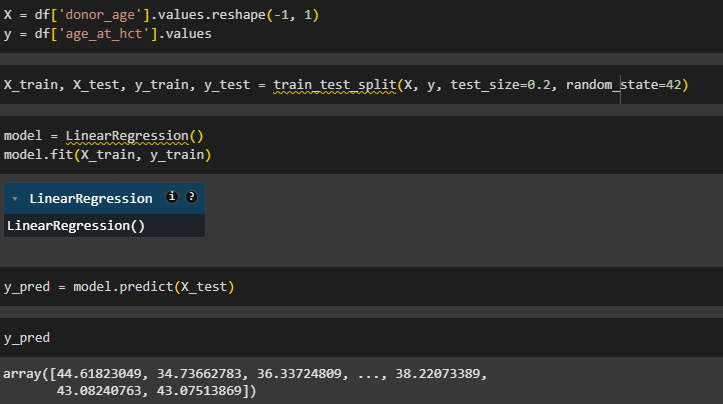 X = df['donor_age'].values.reshape(-1, 1)
y = df['age_at_hct'].values
X_train, X_test, y_train, y_test = train_test_split(X, y, test_size=0.2, random_state=42)
model = LinearRegression()
model.fit(X_train, y_train)
LinearRegression i ?
LinearRegression()
y_pred = model.predict(X_test)
y_pred
array([44.61823049, 34.73662783, 36.33724809, ..., 38.22073389,
43.08240763, 43.07513869])